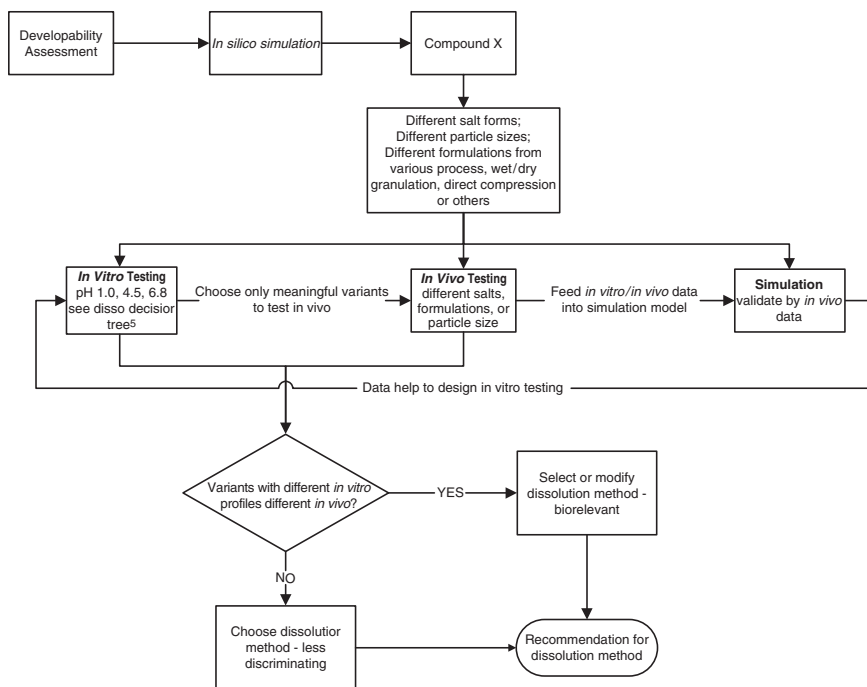 Developability
Assessment
In silico simulation
Compound X
Different salt forms;
Different particle sizes;
Different formulations from
various process, wet/dry
granulation, direct compression
or others
In Vitro Testing
pH 1.0, 4.5, 6.8
see disso decisior
tree5
Choose only meaningful variants
to test in vivo
In Vivo Testing
different salts,
formulations, or
particle size
Feed in vitro/in vivo data
into simulation model
Simulation
validate by in vivo
data
Data help to design in vitro testing
Variants with different in vitro
profiles different in vivo?
YES
Select or modify
dissolution method -
biorelevant
NO
Choose dissolutior
method - less
discriminating
Recommendation for
dissolution method